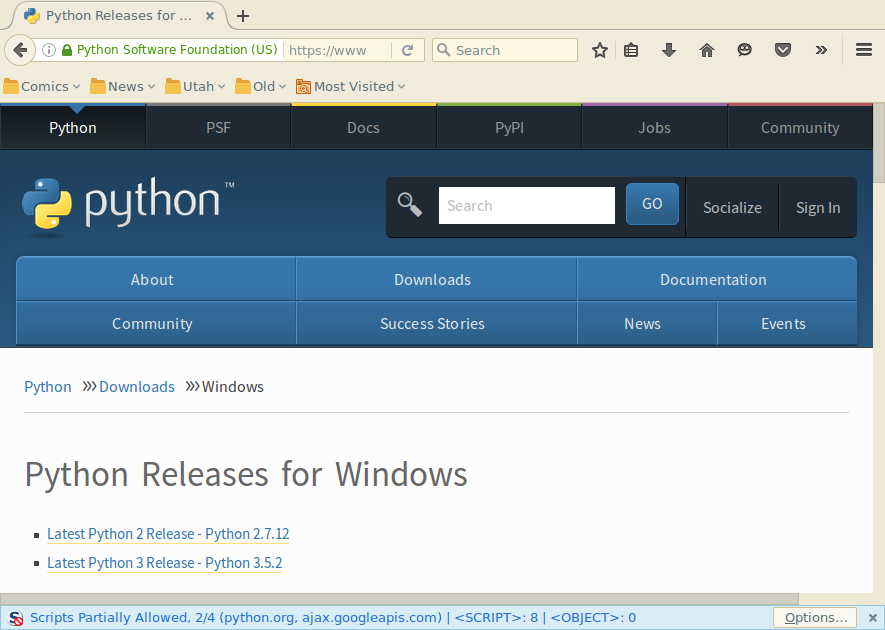 Python Releases for ...
Python Software Foundation (US) https://www Search
Comics News Utah Old Most Visited
Python PSF Docs PyPI Jobs Community
python™ Search GO Socialize Sign In
About Downloads Documentation
Community Success Stories News Events
Python Downloads Windows
Python Releases for Windows
Latest Python 2 Release - Python 2.7.12
Latest Python 3 Release - Python 3.5.2
Scripts Partially Allowed, 2/4 (python.org, ajax.googleapis.com) | <SCRIPT>: 8 | <OBJECT>: 0 Options...